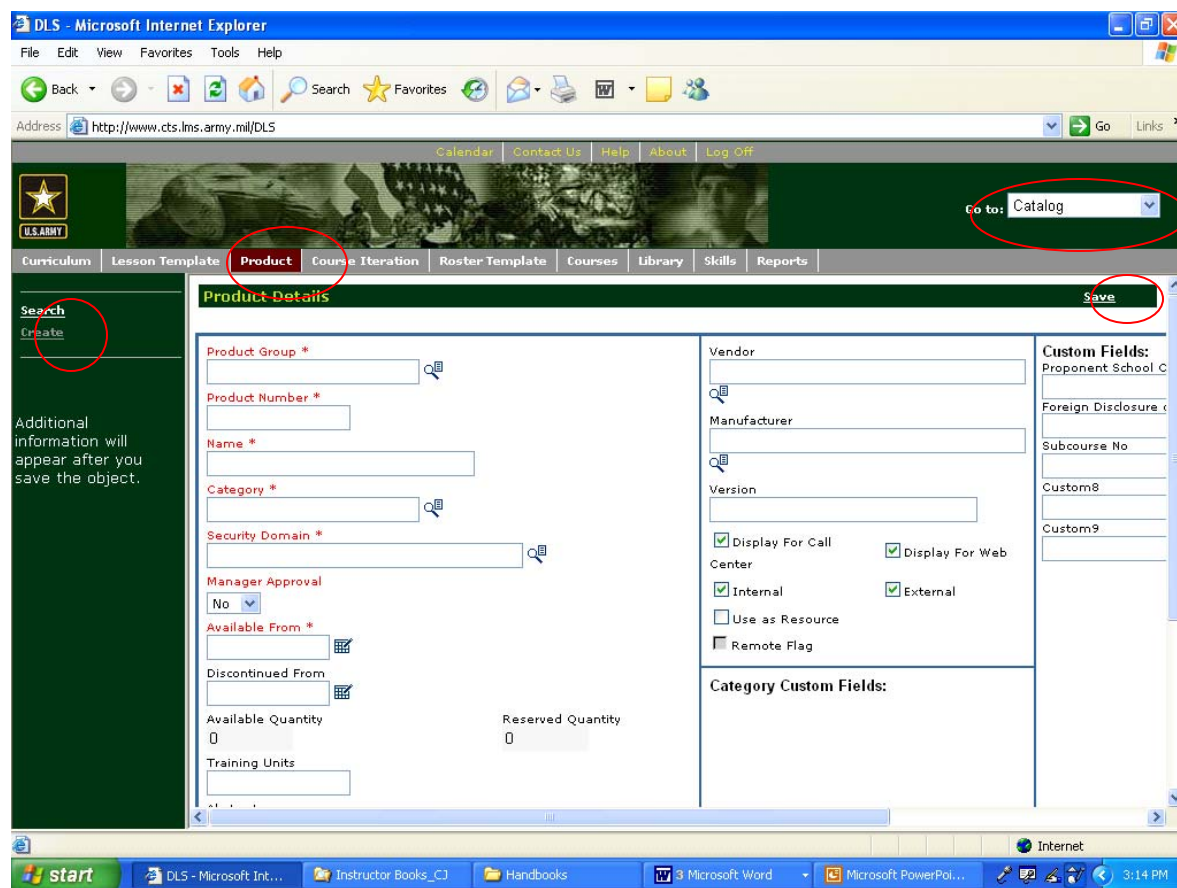 DLS - Microsoft Internet Explorer
File Edit View Favorites Tools Help
Back Search Favorites
Address http://www.cts.lms.army.mil/DLS Go Links
Calendar Contact Us Help About Log Off
U.S.ARMY
Go to: Catalog
Curriculum Lesson Template Product Course Iteration Roster Template Courses Library Skills Reports
Search
Create
Additional
information will
appear after you
save the object.
Product Details Save
Product Group *
Product Number *
Name *
Category *
Security Domain *
Manager Approval
No
Available From *
Discontinued From
Available Quantity Reserved Quantity
0 0
Training Units
Vendor
Manufacturer
Version
Display For Call
Center
Display For Web
Internal External
Use as Resource
Remote Flag
Category Custom Fields:
Custom Fields:
Proponent School C
Foreign Disclosure
Subcourse No
Custom8
Custom9
Internet
start DLS - Microsoft Int... Instructor Books_CJ Handbooks 3 Microsoft Word Microsoft PowerPoi... 3:14 PM